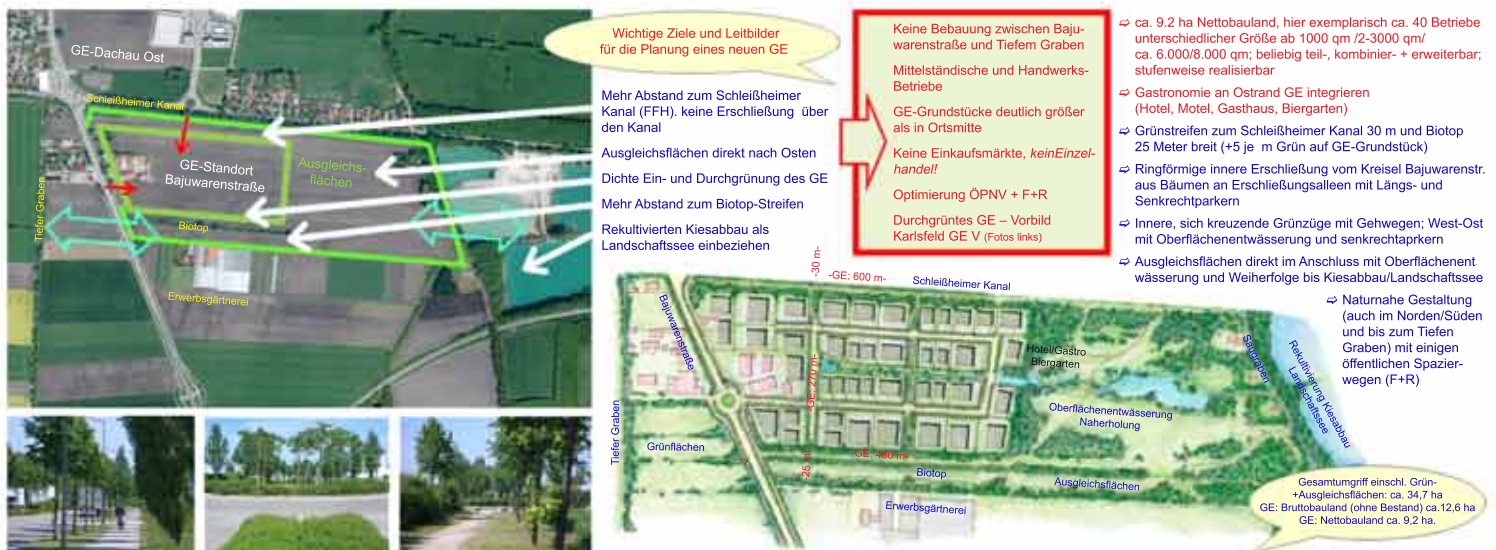 GE-Dachau Ost
Schleißheimer Kanal
GE-Standort
Bajuwarenstraße
Ausgleichs-
flächen
Tiefer Graben
Biotop
Erwerbsgärtnerei
Wichtige Ziele und Leitbilder
für die Planung eines neuen GE
Mehr Abstand zum Schleißheimer
Kanal (FFH). keine Erschließung über
den Kanal
Ausgleichsflächen direkt nach Osten
Dichte Ein- und Durchgrünung des GE
Mehr Abstand zum Biotop-Streifen
Rekultivierten Kiesabbau als
Landschaftssee einbeziehen
Keine Bebauung zwischen Baju-
warenstraße und Tiefem Graben
Mittelständische und Handwerks-
Betriebe
GE-Grundstücke deutlich größer
als in Ortsmitte
Keine Einkaufsmärkte, keinEinzel-
handel!
Optimierung ÖPNV + F+R
Durchgrüntes GE – Vorbild
Karlsfeld GE V (Fotos links)
➯ ca. 9.2 ha Nettobauland, hier exemplarisch ca. 40 Betriebe
unterschiedlicher Größe ab 1000 qm /2-3000 qm/
ca. 6.000/8.000 qm; beliebig teil-, kombinier- + erweiterbar;
stufenweise realisierbar
➯ Gastronomie an Ostrand GE integrieren
(Hotel, Motel, Gasthaus, Biergarten)
➯ Grünstreifen zum Schleißheimer Kanal 30 m und Biotop
25 Meter breit (+5 je m Grün auf GE-Grundstück)
➯ Ringförmige innere Erschließung vom Kreisel Bajuwarenstr.
aus Bäumen an Erschließungsalleen mit Längs- und
Senkrechtparkern
➯ Innere, sich kreuzende Grünzüge mit Gehwegen; West-Ost
mit Oberflächenentwässerung und senkrechtaprkern
➯ Ausgleichsflächen direkt im Anschluss mit Oberflächenent
wässerung und Weiherfolge bis Kiesabbau/Landschaftssee
➯ Naturnahe Gestaltung
(auch im Norden/Süden
und bis zum Tiefen
Graben) mit einigen
öffentlichen Spazier-
wegen (F+R)
-30 m-
-GE: 600 m-
Schleißheimer Kanal
Bajuwarenstraße
-GE: 270 m-
Hotel/Gastro
Biergarten
Saugraben
Rekultivierung Kiesabbau
Landschaftssee
Oberflächenentwässerung
Naherholung
Tiefer Graben
Grünflächen
-25 m-
GE: 460 m-
Biotop
Ausgleichsflächen
Erwerbsgärtnerei
Gesamtumgriff einschl. Grün-
+Ausgleichsflächen: ca. 34,7 ha
GE: Bruttobauland (ohne Bestand) ca.12,6 ha
GE: Nettobauland ca. 9,2 ha.